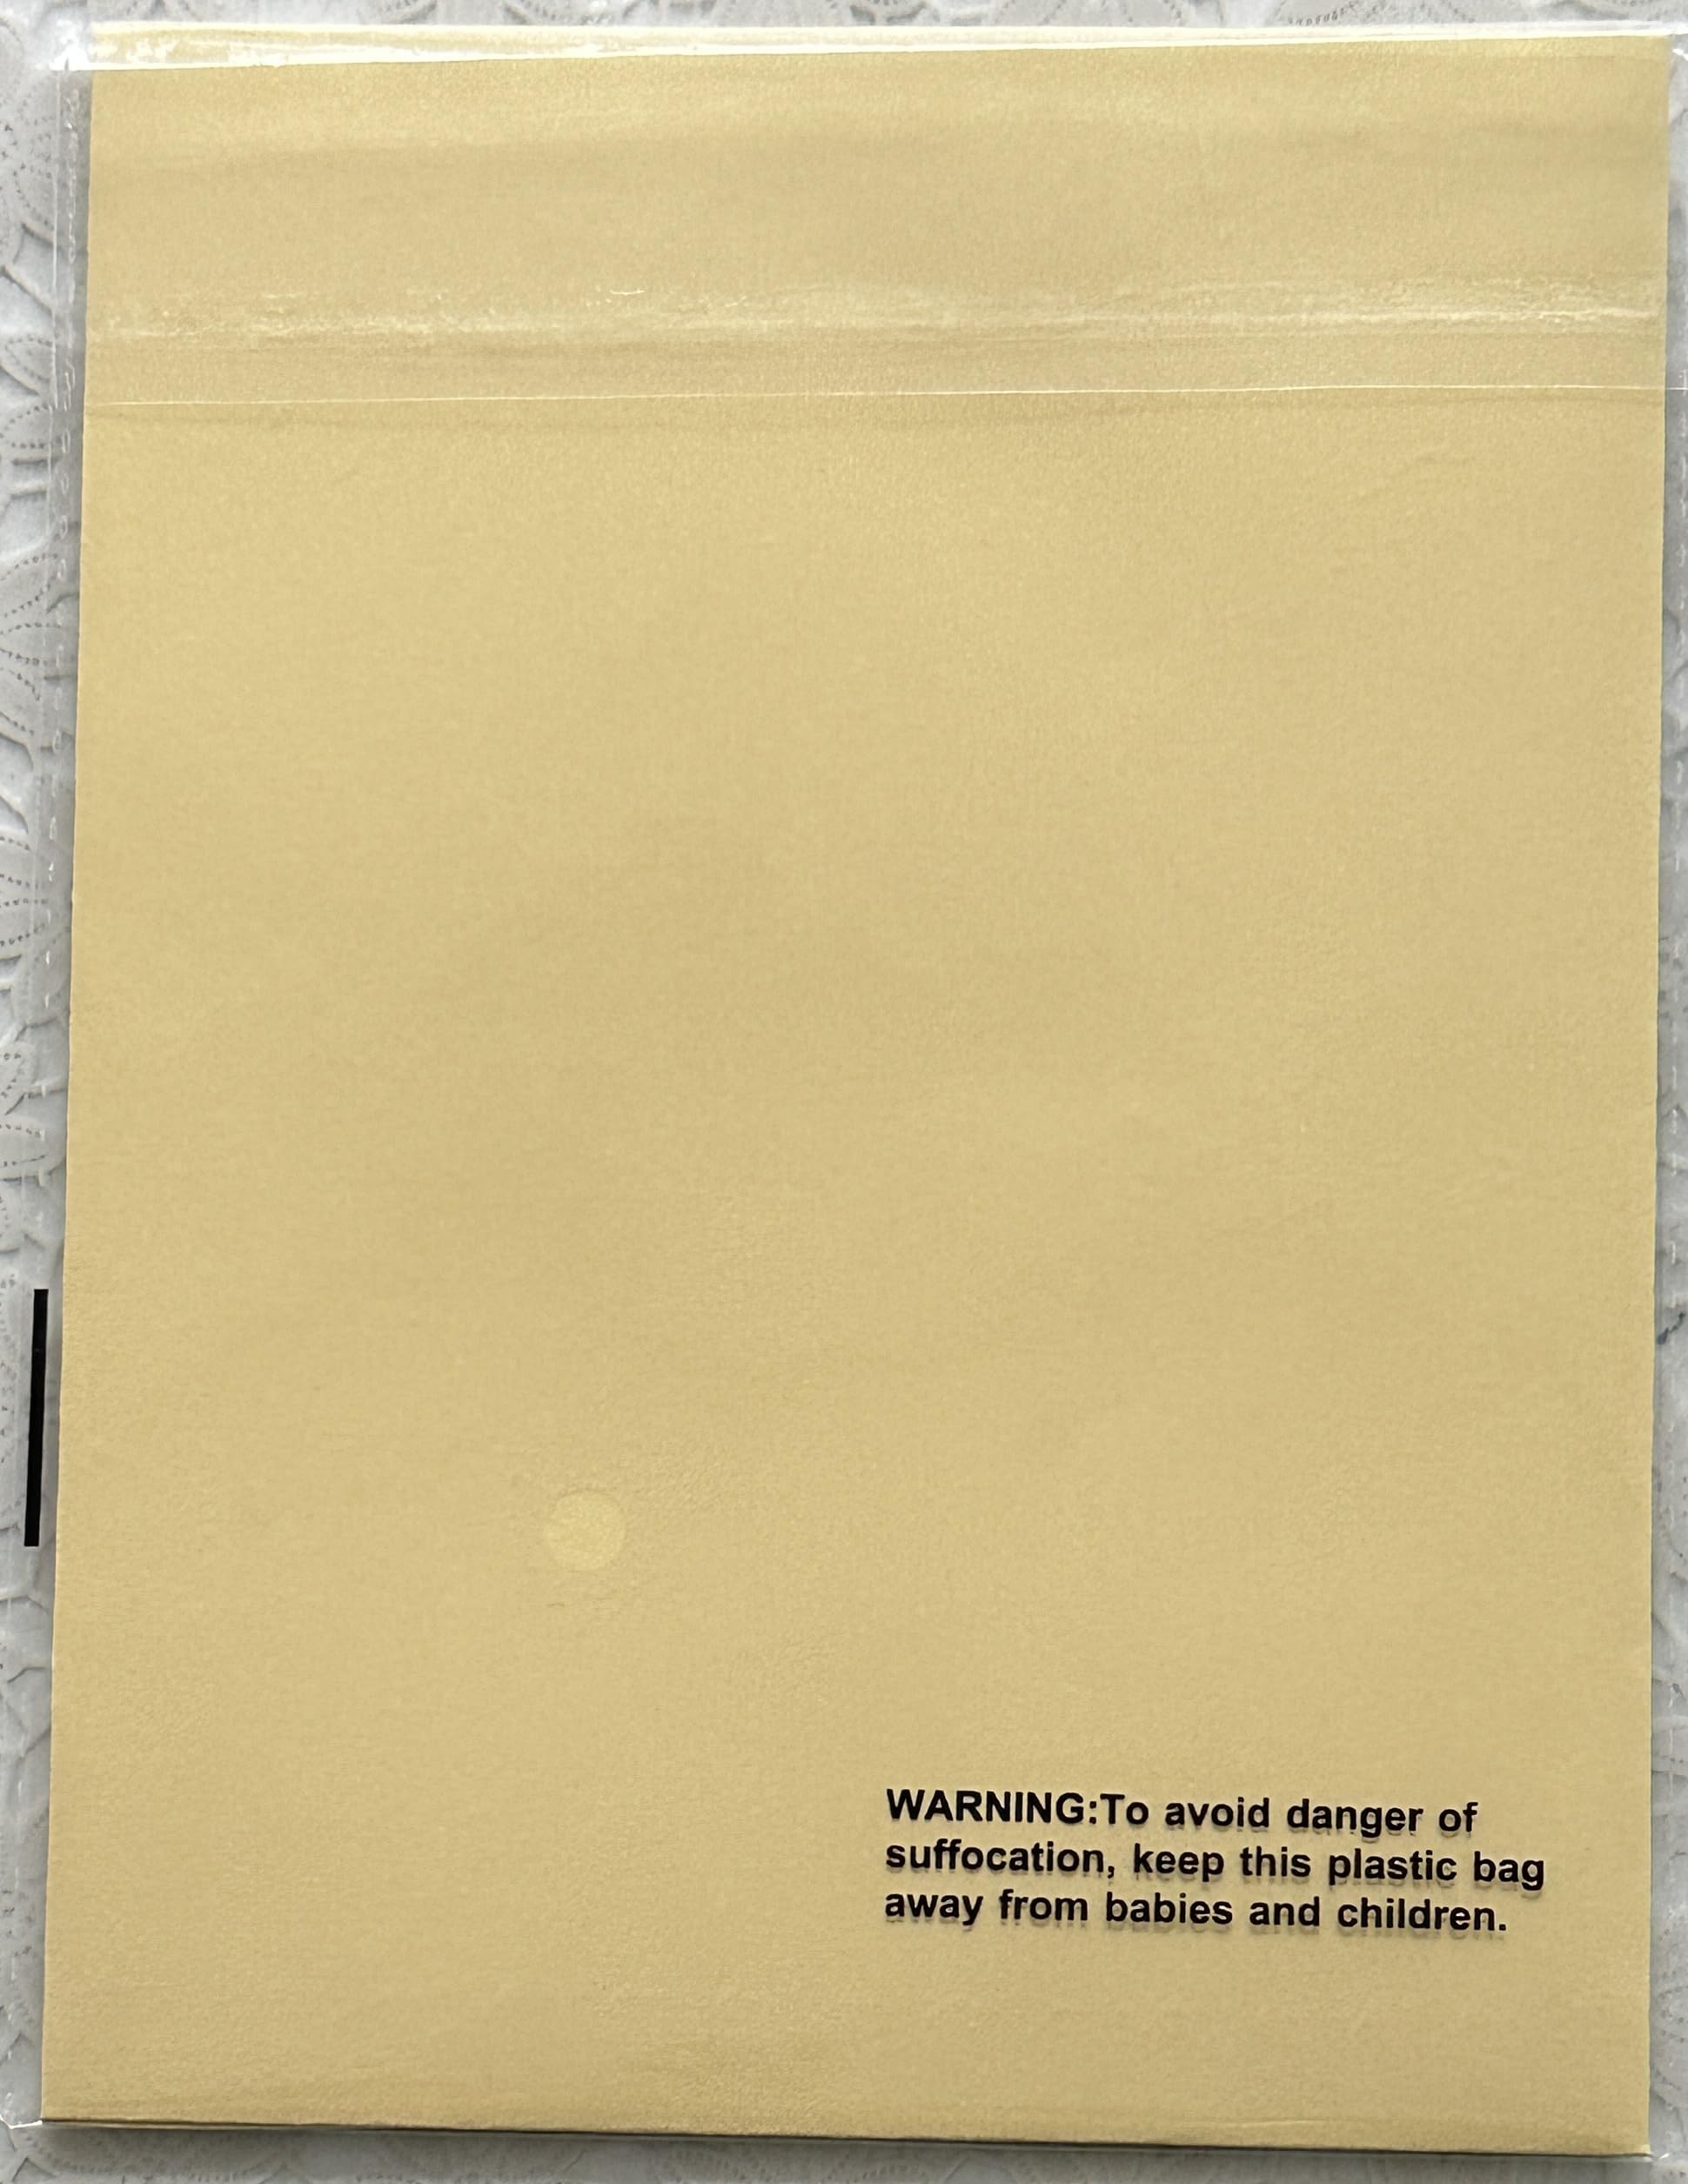 WARNING:To avoid danger of
suffocation, keep this plastic bag
away from babies and children.